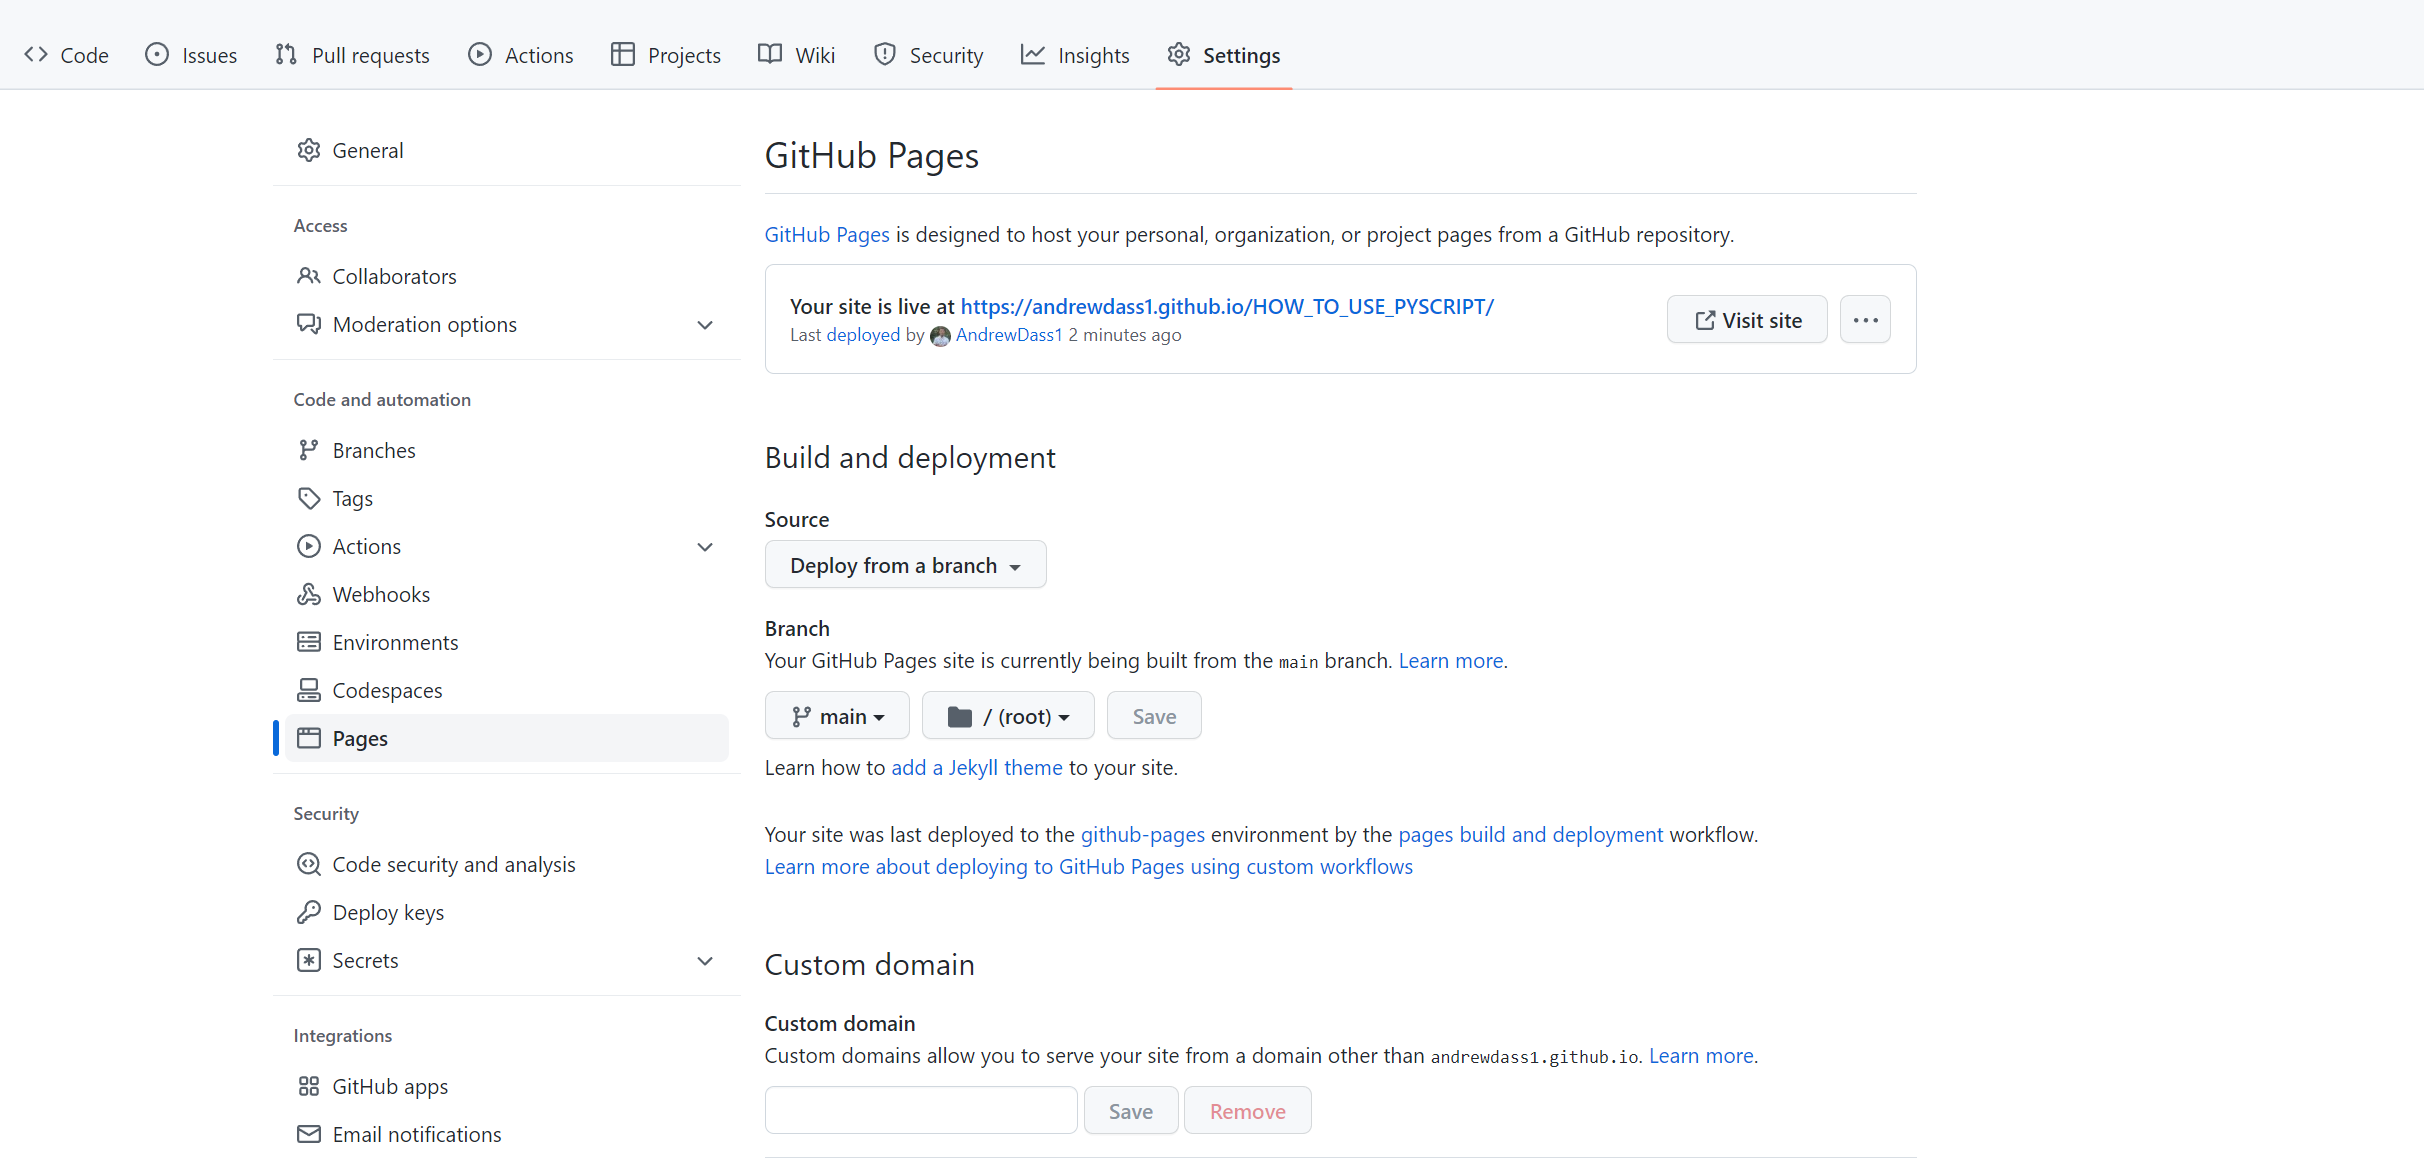 Code Issues Pull requests Actions Projects Wiki Security Insights Settings
General
Access
Collaborators
Moderation options
Code and automation
Branches
Tags
Actions
Webhooks
Environments
Codespaces
Pages
Security
Code security and analysis
Deploy keys
Secrets
Integrations
GitHub apps
Email notifications
GitHub Pages
GitHub Pages is designed to host your personal, organization, or project pages from a GitHub repository.
Your site is live at https://andrewdass1.github.io/HOW_TO_USE_PYSCRIPT/
Last deployed by AndrewDass1 2 minutes ago
Visit site
Build and deployment
Source
Deploy from a branch
Branch
Your GitHub Pages site is currently being built from the main branch. Learn more.
main / (root) Save
Learn how to add a Jekyll theme to your site.
Your site was last deployed to the github-pages environment by the pages build and deployment workflow.
Learn more about deploying to GitHub Pages using custom workflows
Custom domain
Custom domain
Custom domains allow you to serve your site from a domain other than andrewdass1.github.io. Learn more.
Save Remove